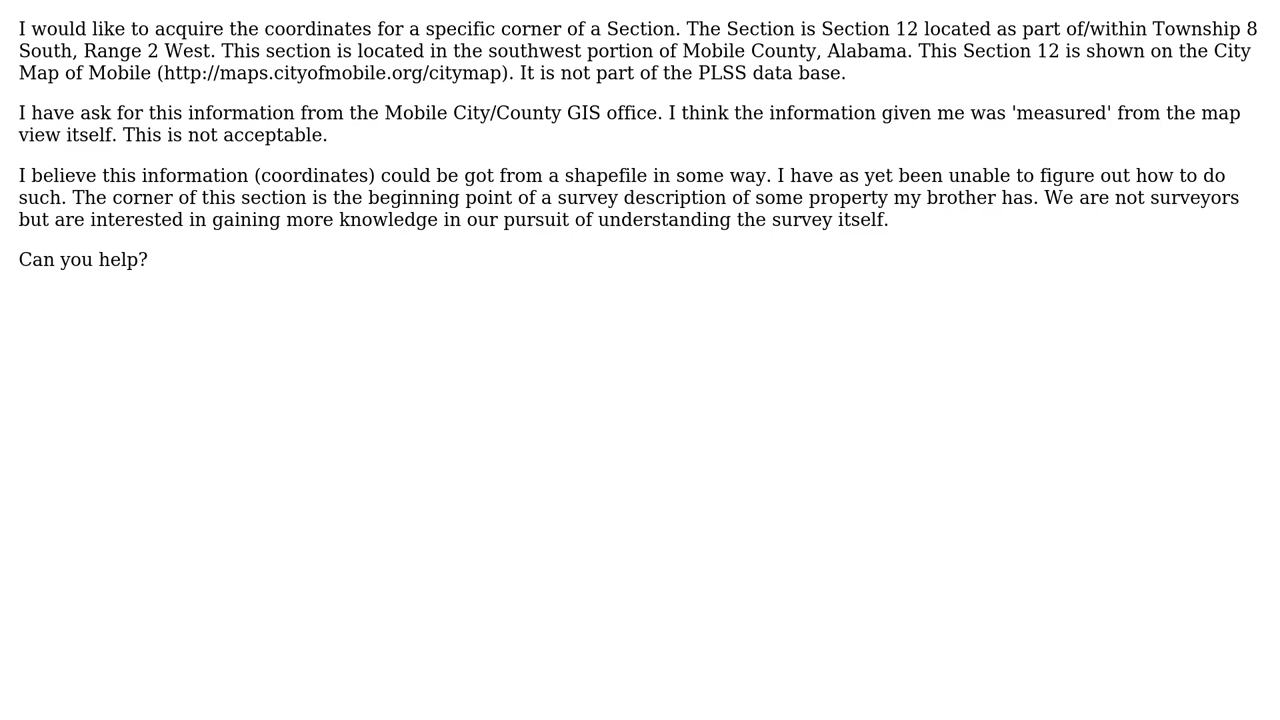 I would like to acquire the coordinates for a specific corner of a Section. The Section is Section 12 located as part of/within Township 8
South, Range 2 West. This section is located in the southwest portion of Mobile County, Alabama. This Section 12 is shown on the City
Map of Mobile (http://maps.cityofmobile.org/citymap). It is not part of the PLSS data base.
I have ask for this information from the Mobile City/County GIS office. I think the information given me was 'measured' from the map
view itself. This is not acceptable.
I believe this information (coordinates) could be got from a shapefile in some way. I have as yet been unable to figure out how to do
such. The corner of this section is the beginning point of a survey description of some property my brother has. We are not surveyors
but are interested in gaining more knowledge in our pursuit of understanding the survey itself.
Can you help?